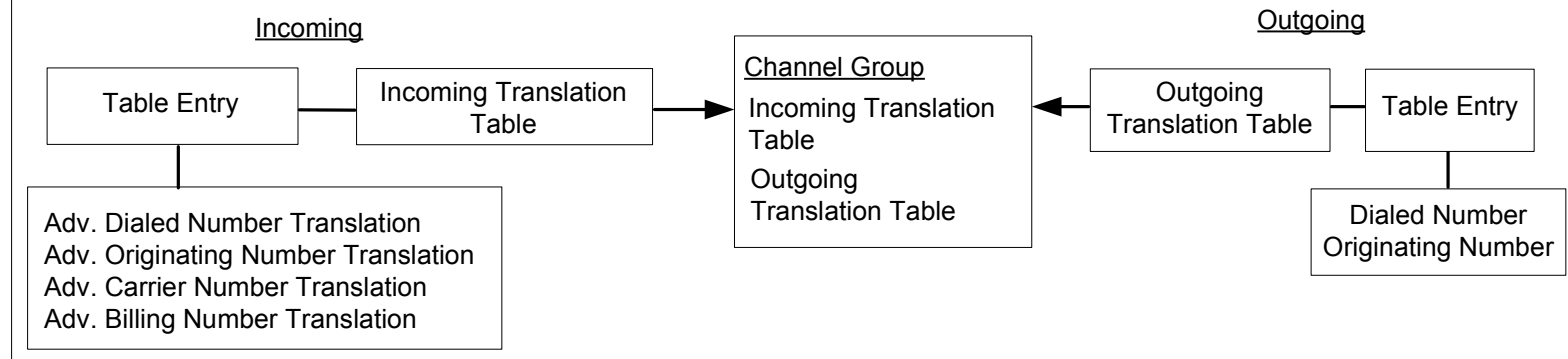 Incoming
Outgoing
Table Entry
Incoming Translation
Table
Channel Group
Incoming Translation
Table
Outgoing
Translation Table
Outgoing
Translation Table
Table Entry
Adv. Dialed Number Translation
Adv. Originating Number Translation
Adv. Carrier Number Translation
Adv. Billing Number Translation
Dialed Number
Originating Number